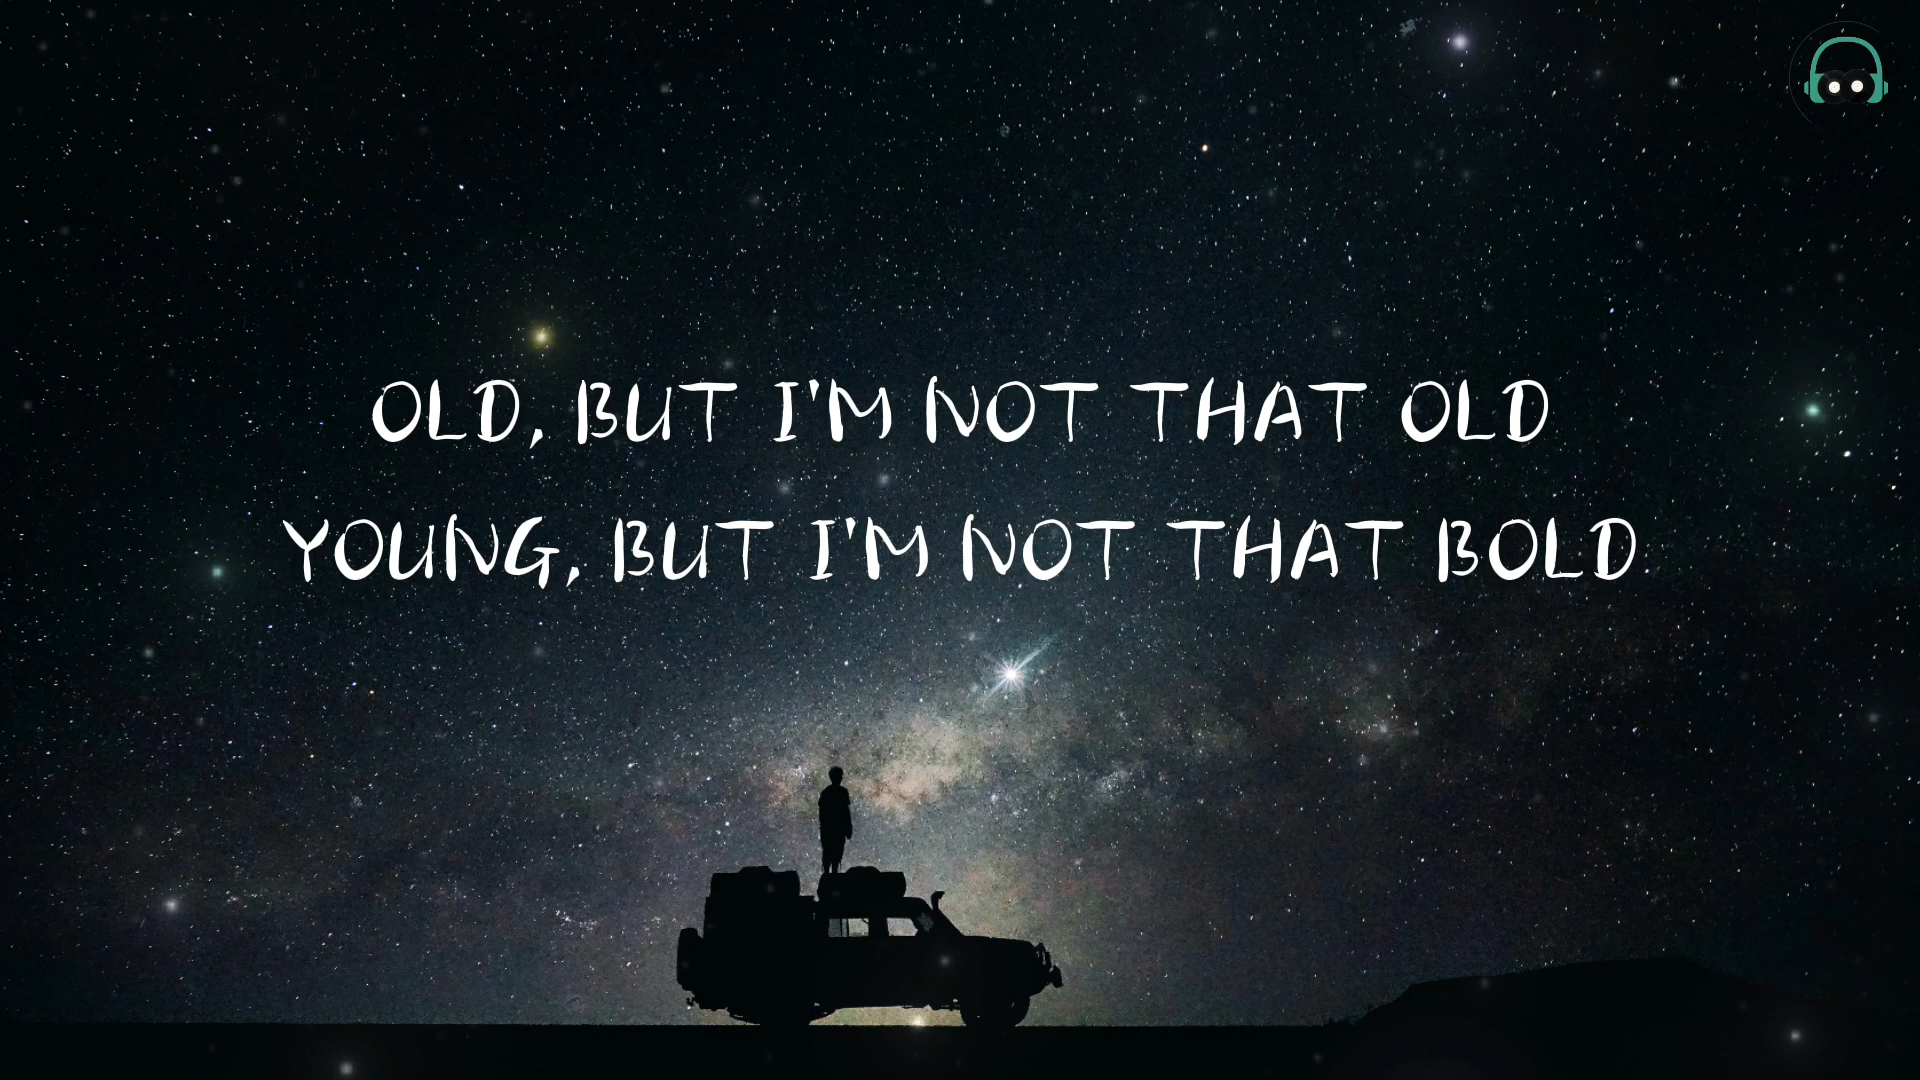 OLD, BUT I'M NOT THAT OLD
YOUNG, BUT I'M NOT THAT BOLD